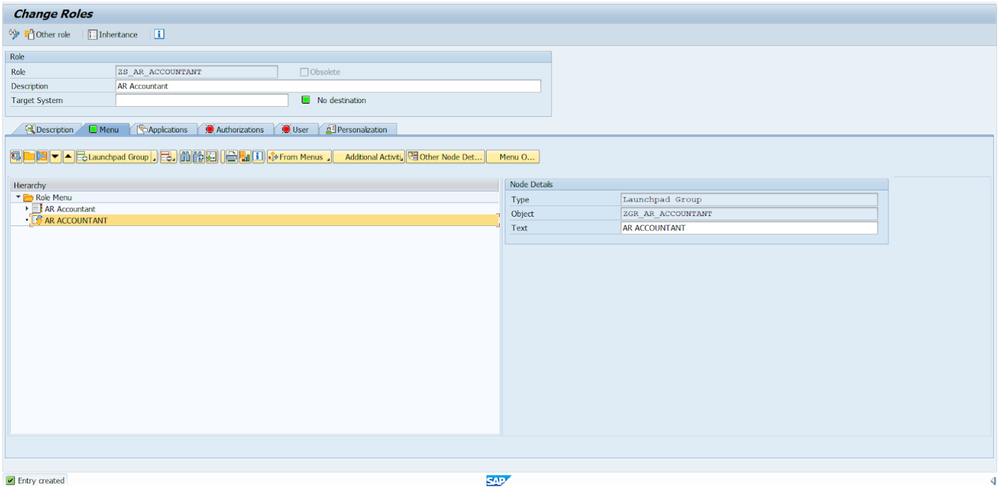 Change Roles
Other role Inheritance
Role
Role ZS_AR_ACCOUNTANT Obsolete
Description AR Accountant
Target System No destination
Description Menu Applications Authorizations User Personalization
Launchpad Group From Menus Additional Activiti Other Node Det... Menu O...
Hierarchy
Role Menu
AR Accountant
AR ACCOUNTANT
Node Details
Type Launchpad Group
Object ZGR_AR_ACCOUNTANT
Text AR ACCOUNTANT
Entry created
SAP